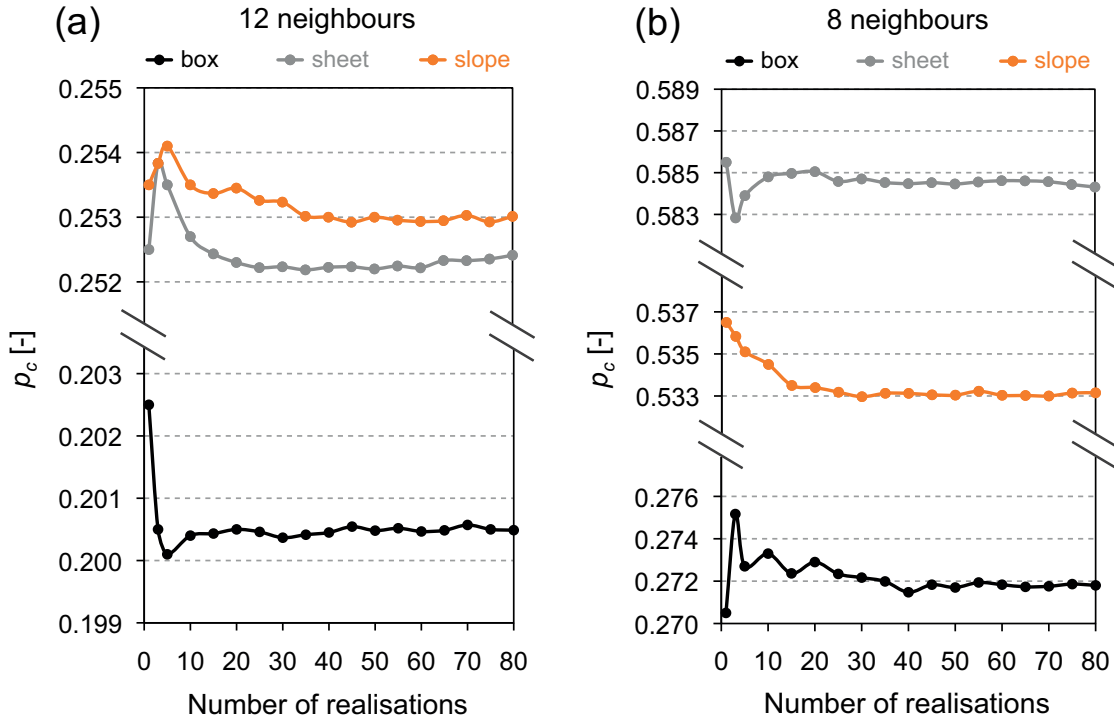 (a)
12 neighbours
box
sheet
slope
0.255
0.254
0.253
0.252
0.203
0.202
0.201
0.200
0.199
p_c [-]
0 10 20 30 40 50 60 70 80
Number of realisations
(b)
8 neighbours
box
sheet
slope
0.589
0.587
0.585
0.583
0.537
0.535
0.533
0.276
0.274
0.272
0.270
p_c [-]
0 10 20 30 40 50 60 70 80
Number of realisations